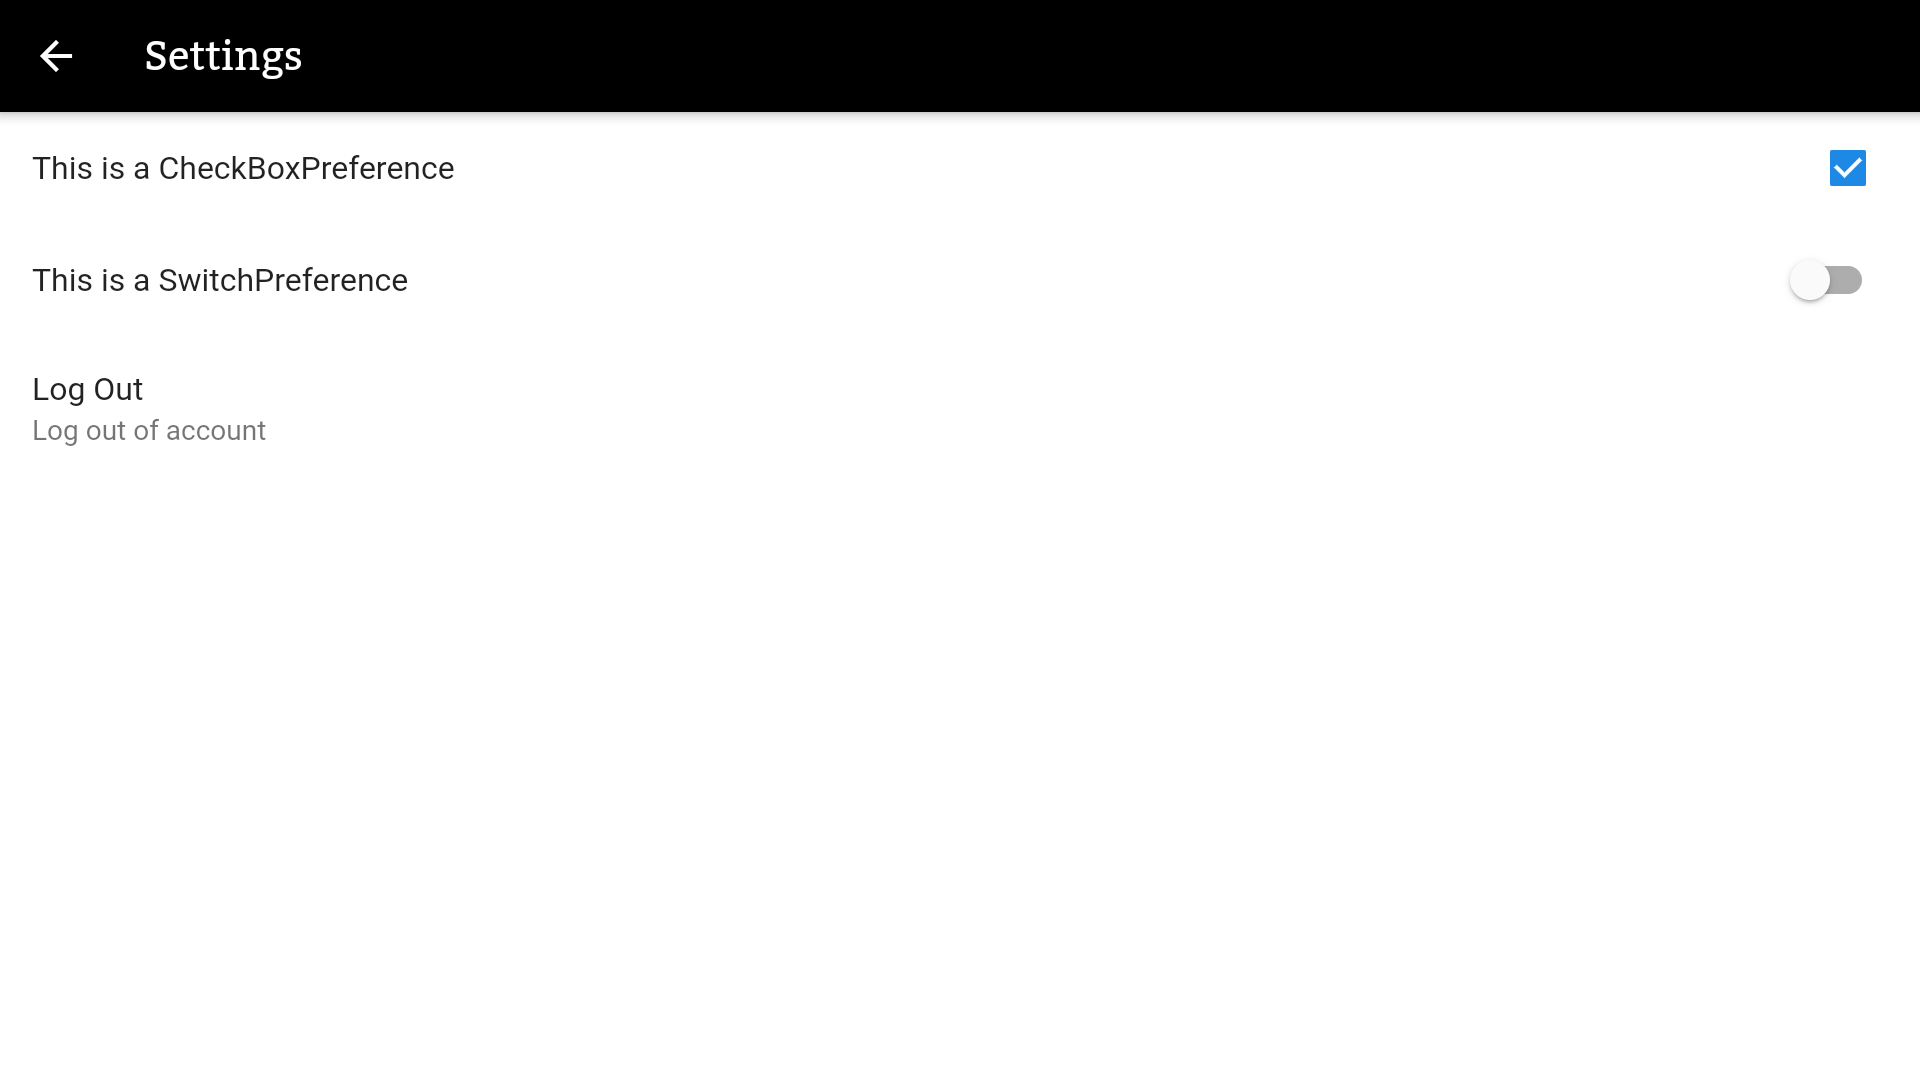 Settings
This is a CheckBoxPreference
This is a SwitchPreference
Log Out
Log out of account